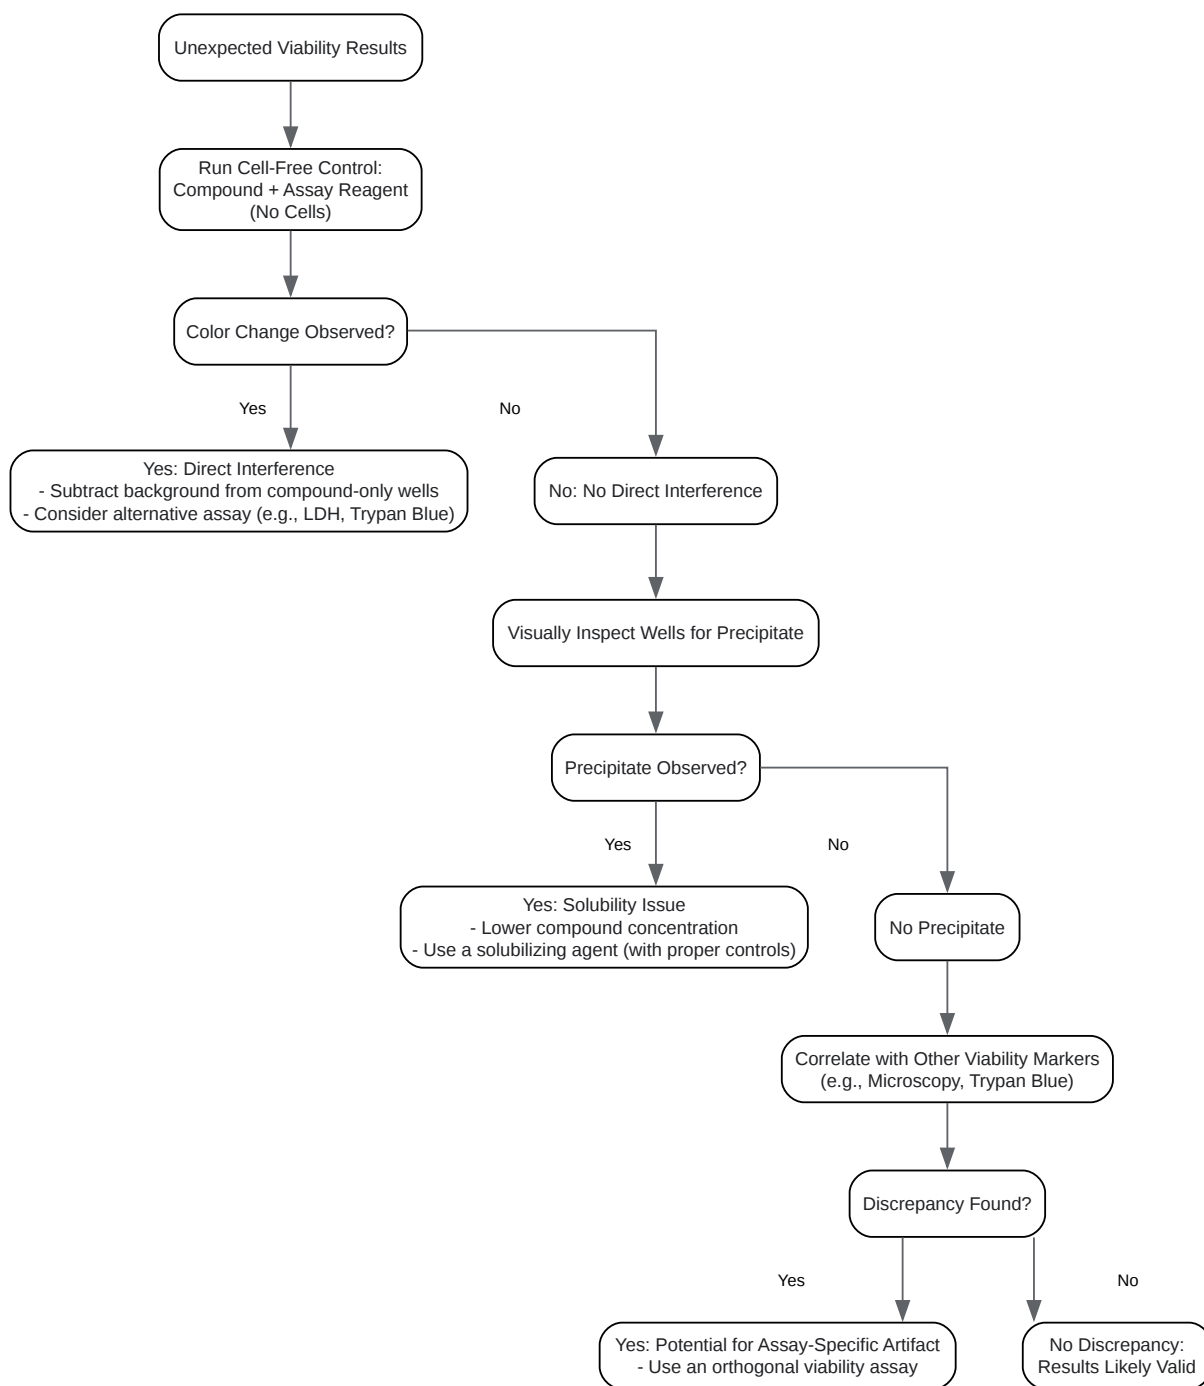 Unexpected Viability Results
Run Cell-Free Control:
Compound + Assay Reagent
(No Cells)
Color Change Observed?
Yes
No
Yes: Direct Interference
- Subtract background from compound-only wells
- Consider alternative assay (e.g., LDH, Trypan Blue)
No: No Direct Interference
Visually Inspect Wells for Precipitate
Precipitate Observed?
Yes
No
Yes: Solubility Issue
- Lower compound concentration
- Use a solubilizing agent (with proper controls)
No Precipitate
Correlate with Other Viability Markers
(e.g., Microscopy, Trypan Blue)
Discrepancy Found?
Yes
No
Yes: Potential for Assay-Specific Artifact
- Use an orthogonal viability assay
No Discrepancy:
Results Likely Valid